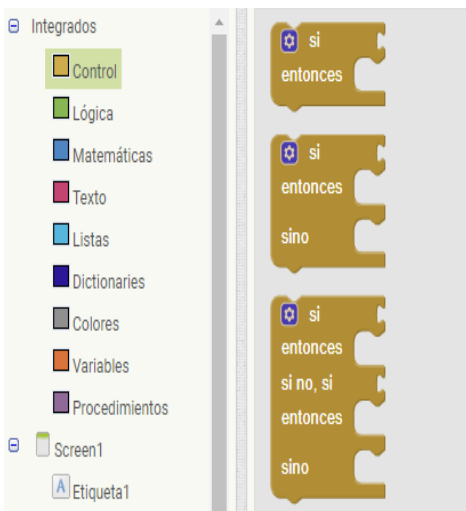 Integrados
Control
Lógica
Matemáticas
Texto
Listas
Dictionaries
Colores
Variables
Procedimientos
Screen1
A Etiqueta1
si
entonces
si
entonces
sino
si
entonces
si no, si
entonces
sino